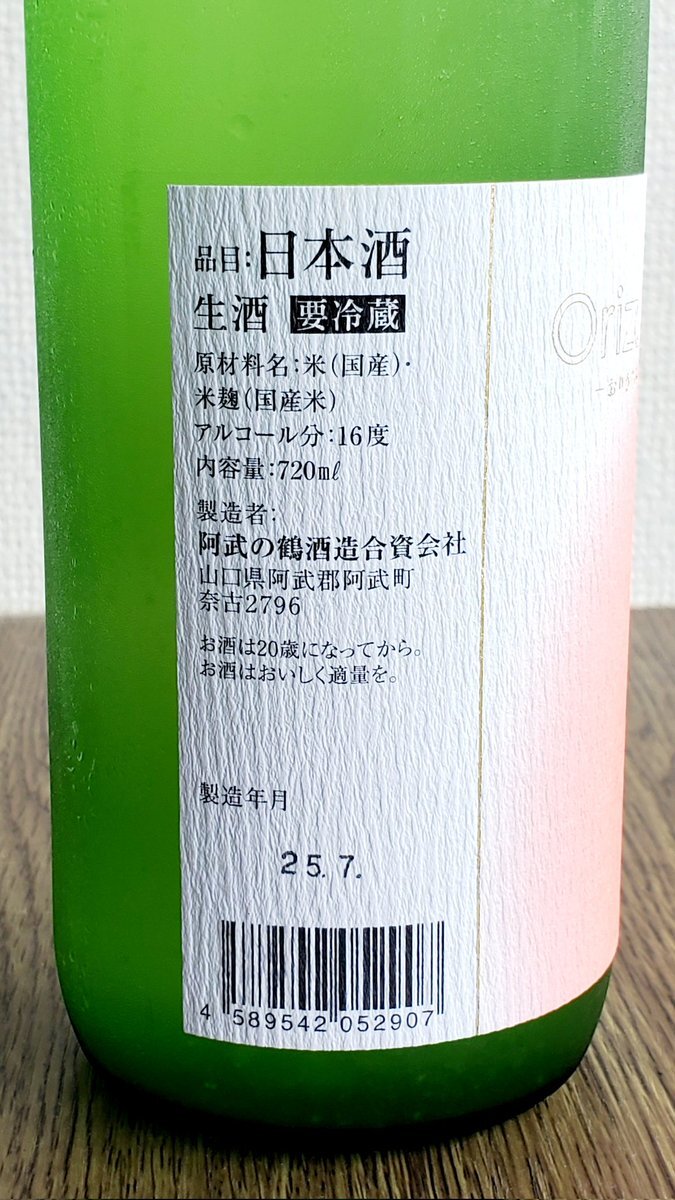 品目:日本酒
生酒 要冷蔵
原材料名:米(国産)・
米麹(国産米)
アルコール分:16度
内容量:720mℓ
製造者:
阿武の鶴酒造合資会社
山口県阿武郡阿武町
奈古2796
お酒は20歳になってから。
お酒はおいしく適量を。
製造年月
25.7.
4 589542 052907